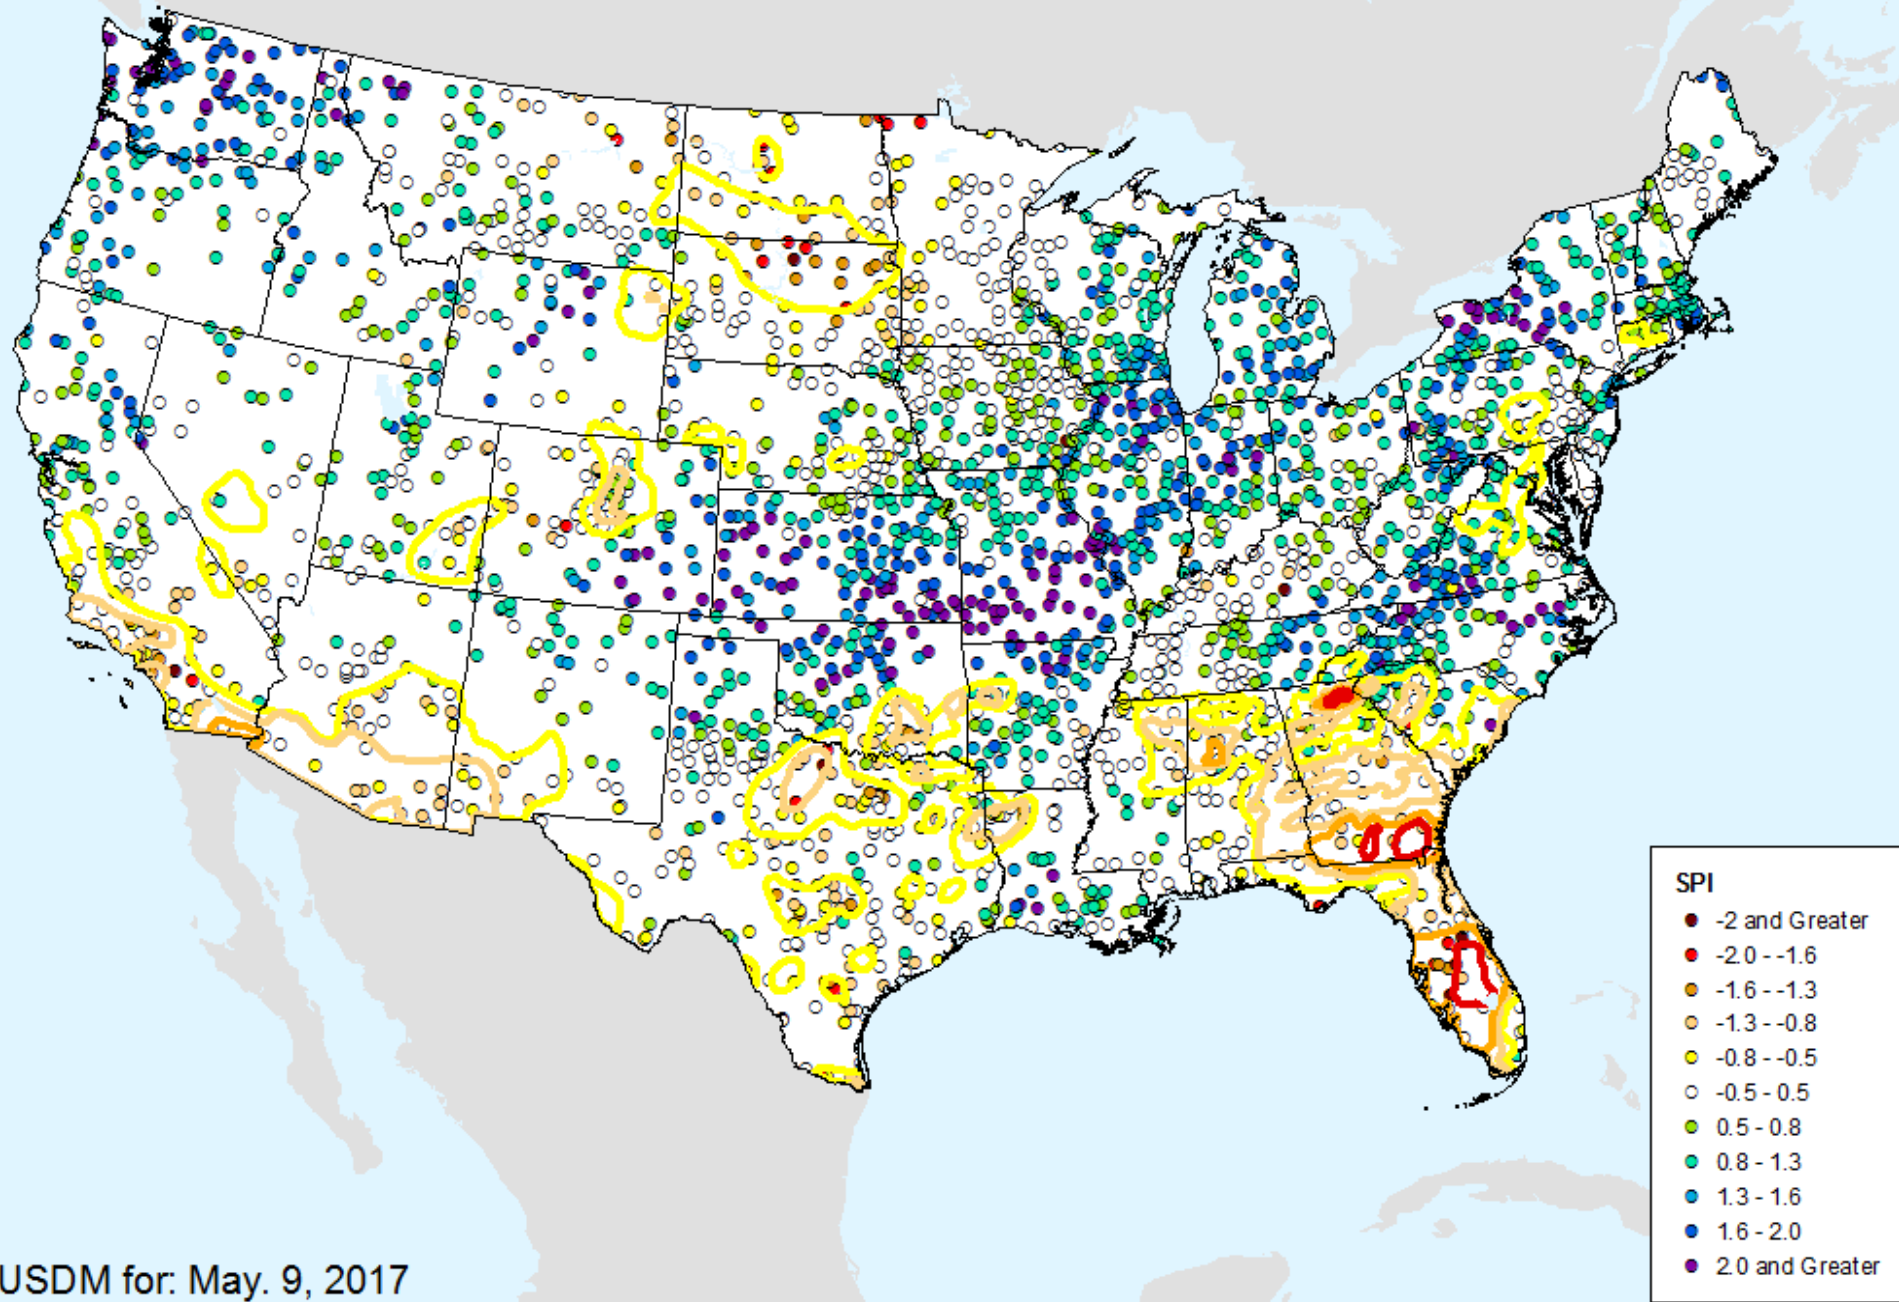 SPI
-2 and Greater
-2.0 - -1.6
-1.6 - -1.3
-1.3 - -0.8
-0.8 - -0.5
-0.5 - 0.5
0.5 - 0.8
0.8 - 1.3
1.3 - 1.6
1.6 - 2.0
2.0 and Greater
USDM for: May. 9, 2017